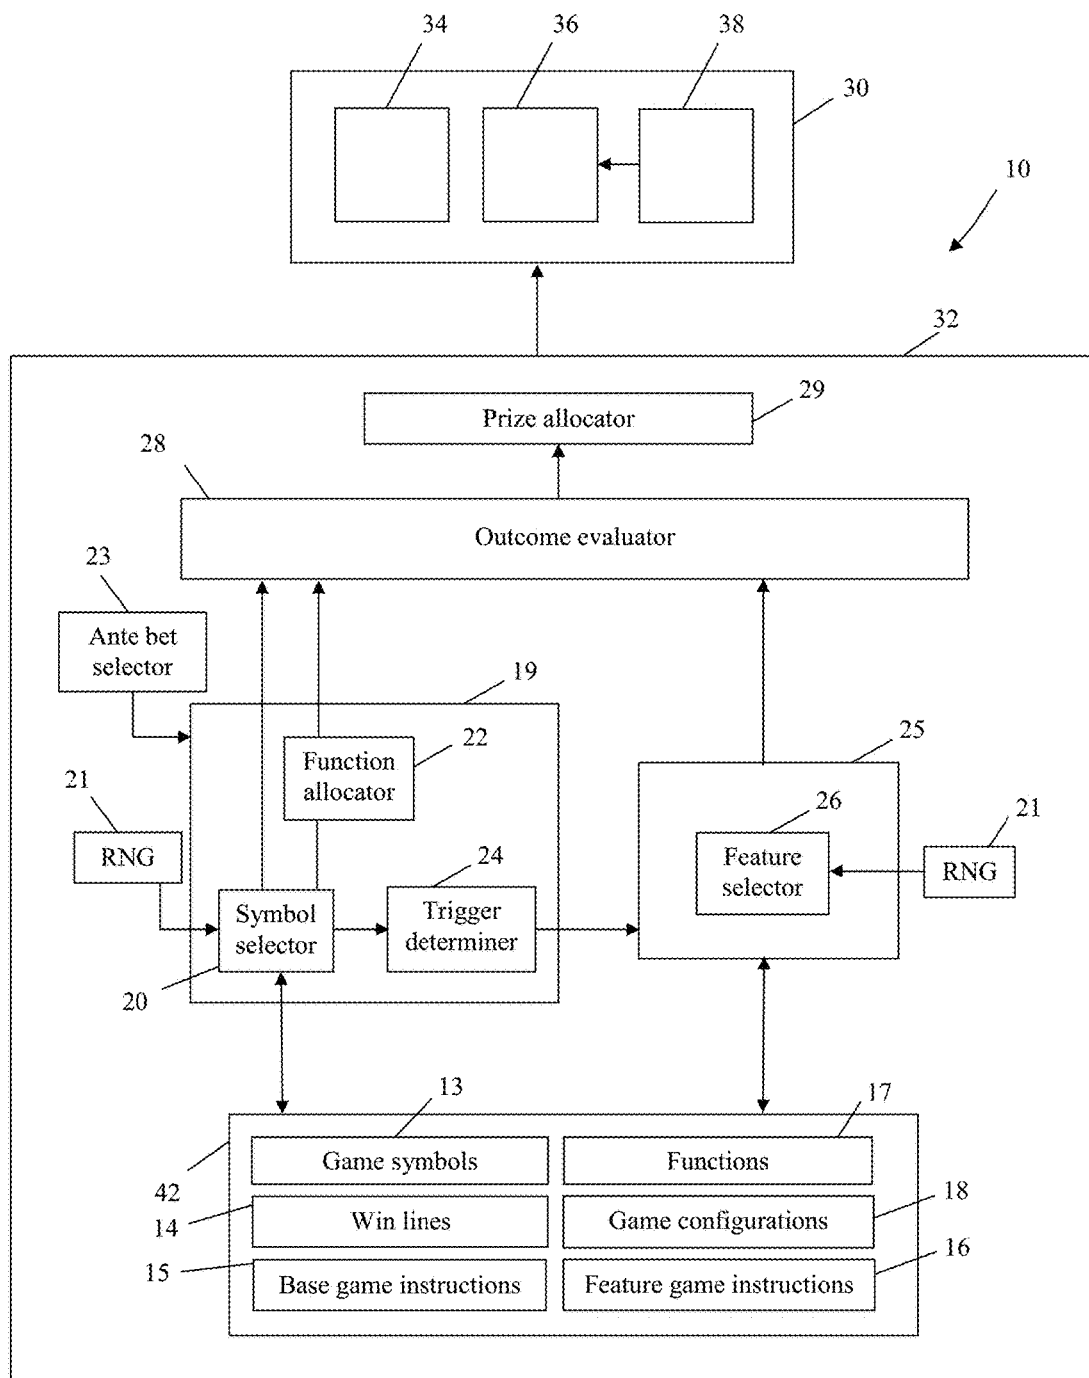 34
36
38
30
10
32
29
Prize allocator
28
Outcome evaluator
23
Ante bet
selector
19
22
Function
allocator
25
21
RNG
24
26
21
Feature
selector
RNG
Symbol
selector
Trigger
determiner
20
13
17
Game symbols
Functions
42
18
14
Win lines
Game configurations
16
15
Base game instructions
Feature game instructions